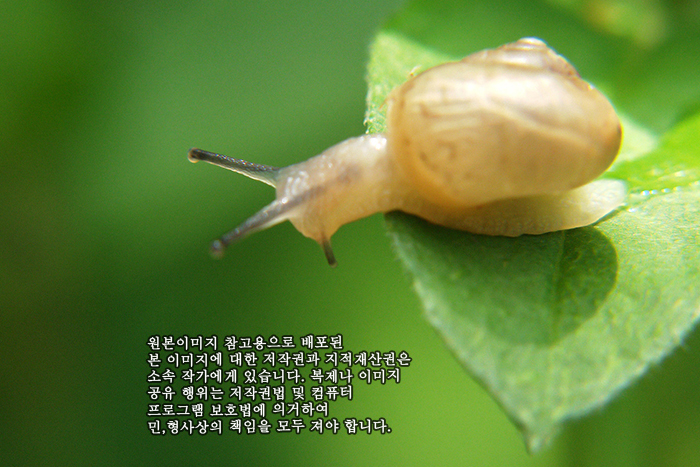 원본이미지 참고용으로 배포된
본 이미지에 대한 저작권과 지적재산권은
소속 작가에게 있습니다. 복제나 이미지
공유 행위는 저작권법 및 컴퓨터
프로그램 보호법에 의거하여
민,형사상의 책임을 모두 져야 합니다.